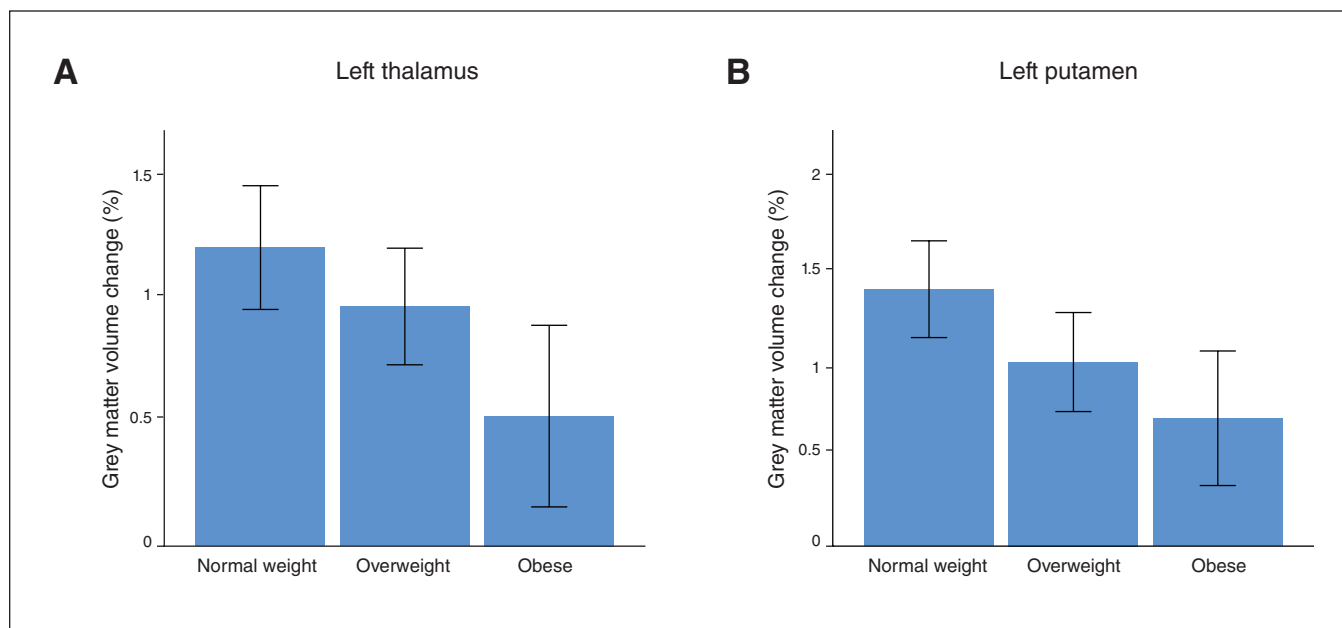 A
Left thalamus
Grey matter volume change (%)
1.5
1
0.5
0
Normal weight
Overweight
Obese
B
Left putamen
Grey matter volume change (%)
2
1.5
1
0.5
0
Normal weight
Overweight
Obese